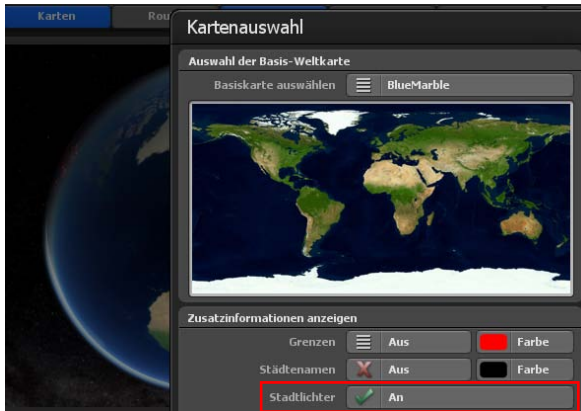 Karten
Rou
Kartenauswahl
Auswahl der Basis-Weltkarte
Basiskarte auswählen BlueMarble
Zusatzinformationen anzeigen
Grenzen Aus Farbe
Städtenamen Aus Farbe
Stadtlichter An